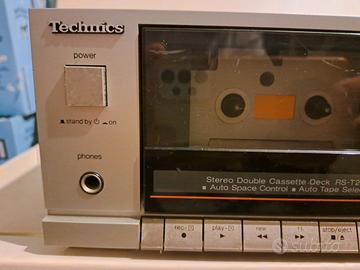 Technics
power
stand by on
phones
Stereo Double Cassette Deck RS-T2
Auto Space Control Auto Tape Sele
rec play rew f.f. stop/eject
subito